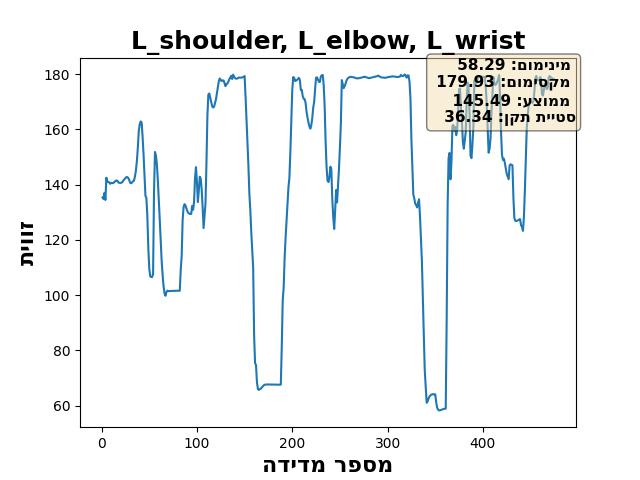 L_shoulder, L_elbow, L_wrist
מינימום: 58.29
מקסימום: 179.93
ממוצע: 145.49
סטיית תקן: 36.34
180
160
140
120
100
80
60
זווית
0 100 200 300 400
מספר מדידה